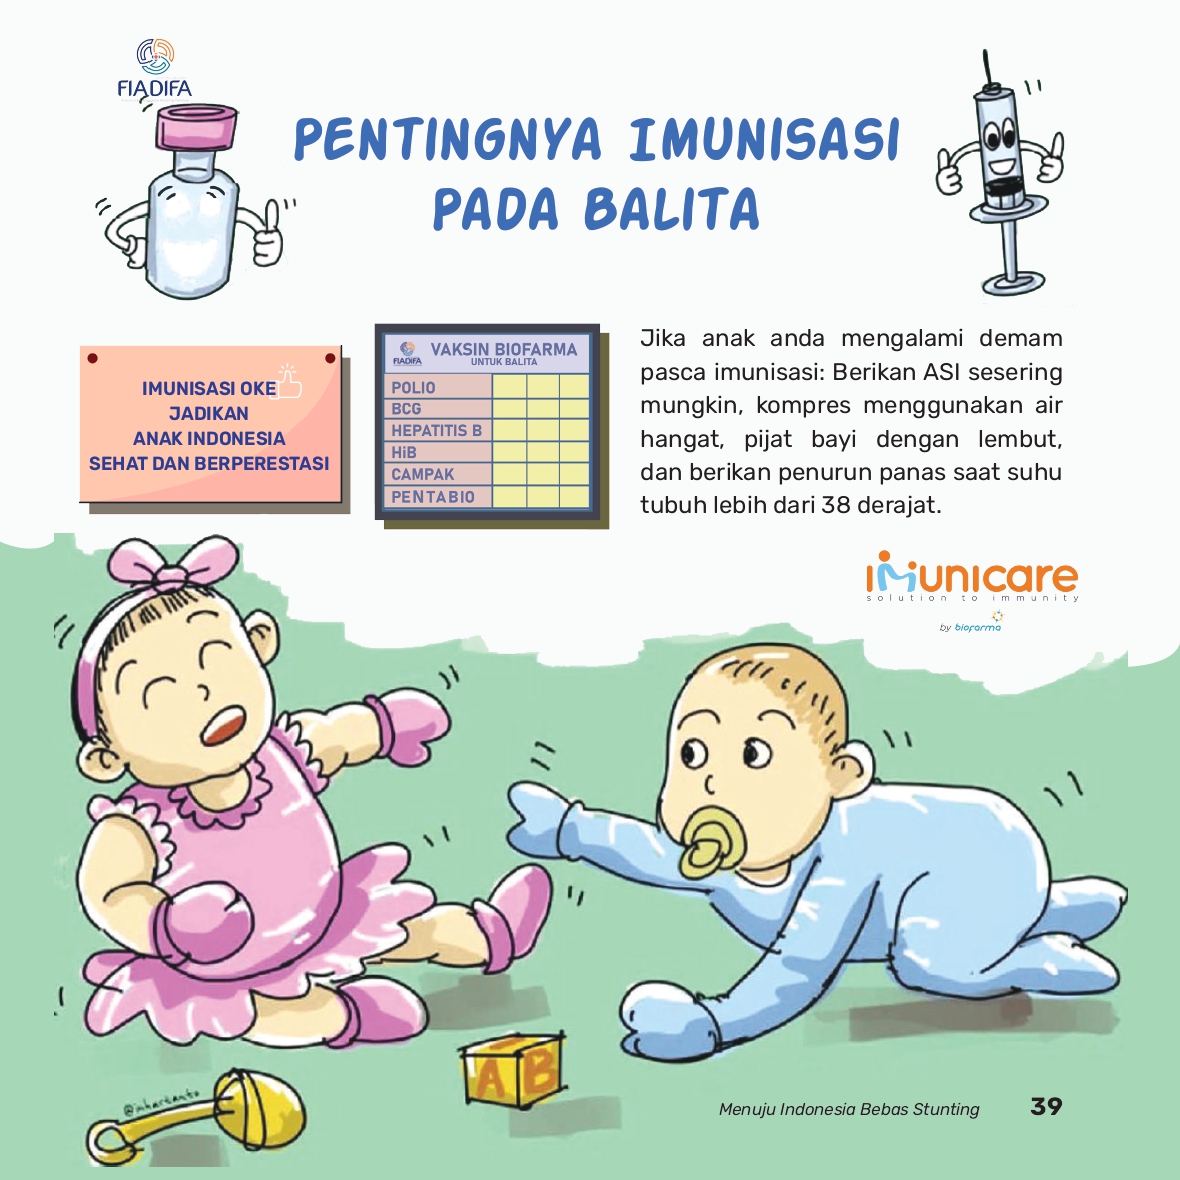 FIADIFA
PENTINGNYA IMUNISASI
PADA BALITA
IMUNISASI OKE
JADIKAN
ANAK INDONESIA
SEHAT DAN BERPERESTASI
FIADIFA
VAKSIN BIOFARMA
UNTUK BALITA
POLIO
BCG
HEPATITIS B
HiB
CAMPAK
PENTABIO
Jika anak anda mengalami demam
pasca imunisasi: Berikan ASI sesering
mungkin, kompres menggunakan air
hangat, pijat bayi dengan lembut,
dan berikan penurun panas saat suhu
tubuh lebih dari 38 derajat.
imunicare
solution to immunity
by biofarma
A B
@inhartanto
Menuju Indonesia Bebas Stunting 39